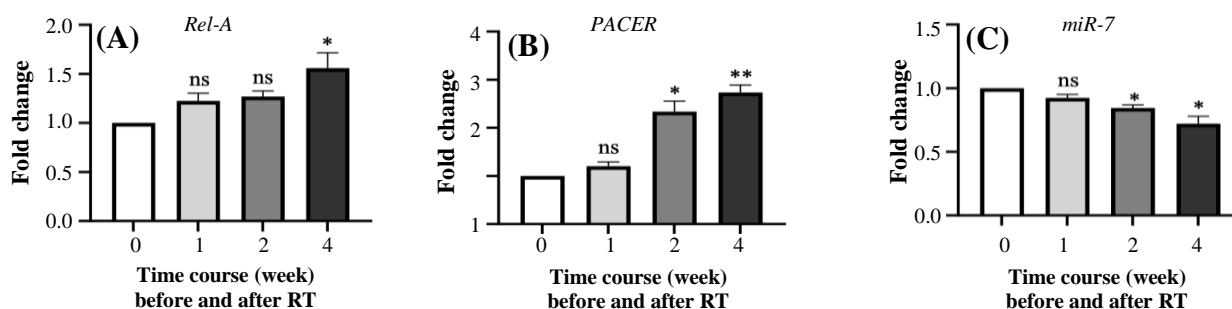 (A)
Rel-A
Fold change
2.0
1.5
1.0
0.5
0.0
ns
ns
*
0 1 2 4
Time course (week)
before and after RT
(B)
PACER
Fold change
4
3
2
1
ns
*
**
0 1 2 4
Time course (week)
before and after RT
(C)
miR-7
Fold change
1.5
1.0
0.5
0.0
ns
*
*
0 1 2 4
Time course (week)
before and after RT